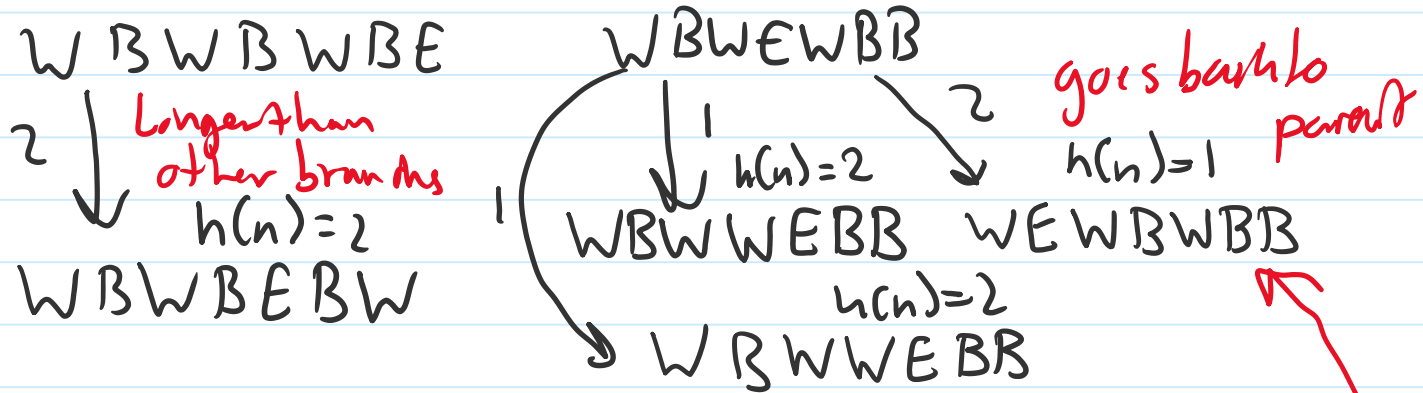 WBWBWBE
2
Longer than
other branchs
h(n)=2
WBWBEBW
WBWEWBB
1
1
2
h(n)=2
goes back to
parent
h(n)=1
WBWWEBB
WEWBWBB
h(n)=2
WBWWEBB